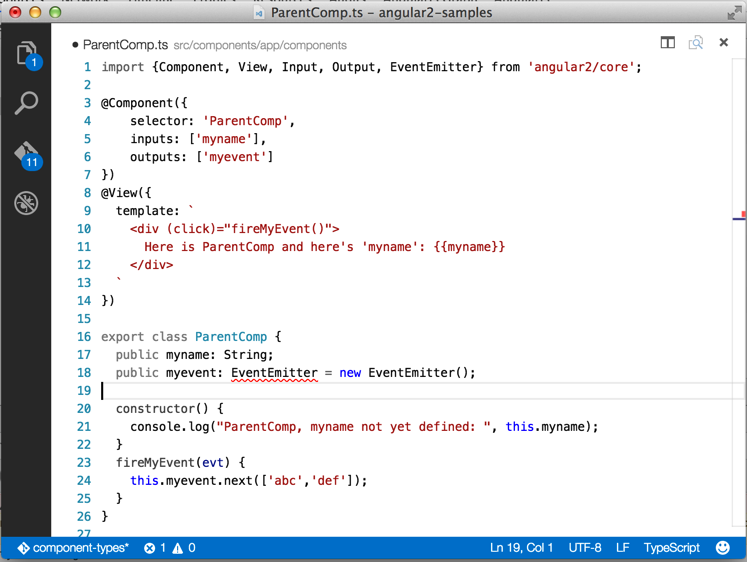 ParentComp.ts - angular2-samples
● ParentComp.ts src/components/app/components
1 import {Component, View, Input, Output, EventEmitter} from 'angular2/core';
2
3 @Component({
4     selector: 'ParentComp',
5     inputs: ['myname'],
6     outputs: ['myevent']
7 })
8 @View({
9   template: `
10     <div (click)="fireMyEvent()">
11       Here is ParentComp and here's 'myname': {{myname}}
12     </div>
13   `
14 })
15
16 export class ParentComp {
17   public myname: String;
18   public myevent: EventEmitter = new EventEmitter();
19
20   constructor() {
21     console.log("ParentComp, myname not yet defined: ", this.myname);
22   }
23   fireMyEvent(evt) {
24     this.myevent.next(['abc','def']);
25   }
26 }
27
1
11
component-types* 1 0 Ln 19, Col 1 UTF-8 LF TypeScript